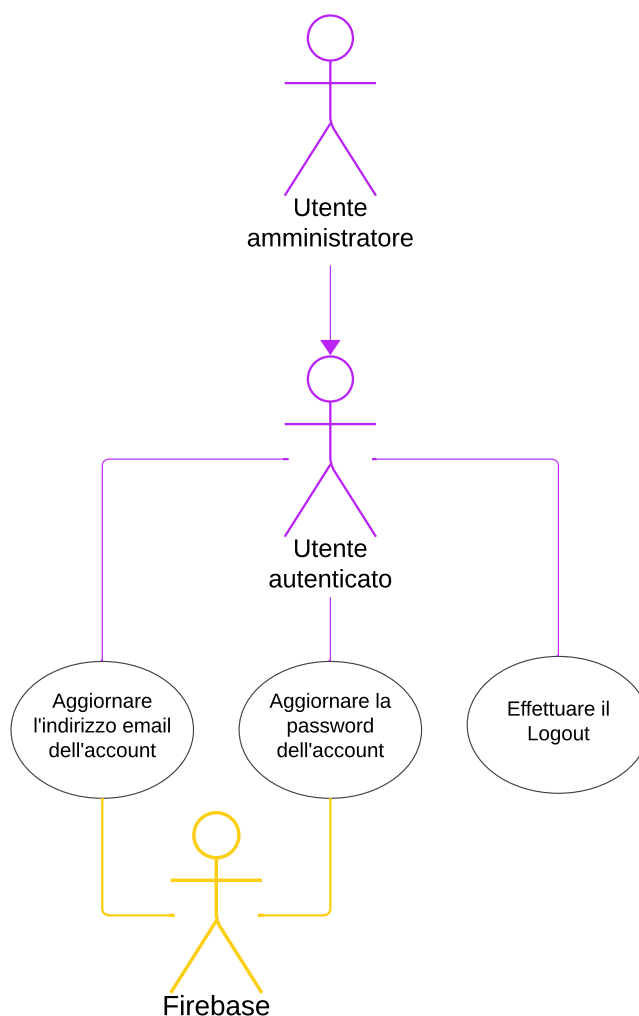 Utente
amministratore
Utente
autenticato
Aggiornare
l'indirizzo email
dell'account
Aggiornare la
password
dell'account
Effettuare il
Logout
Firebase